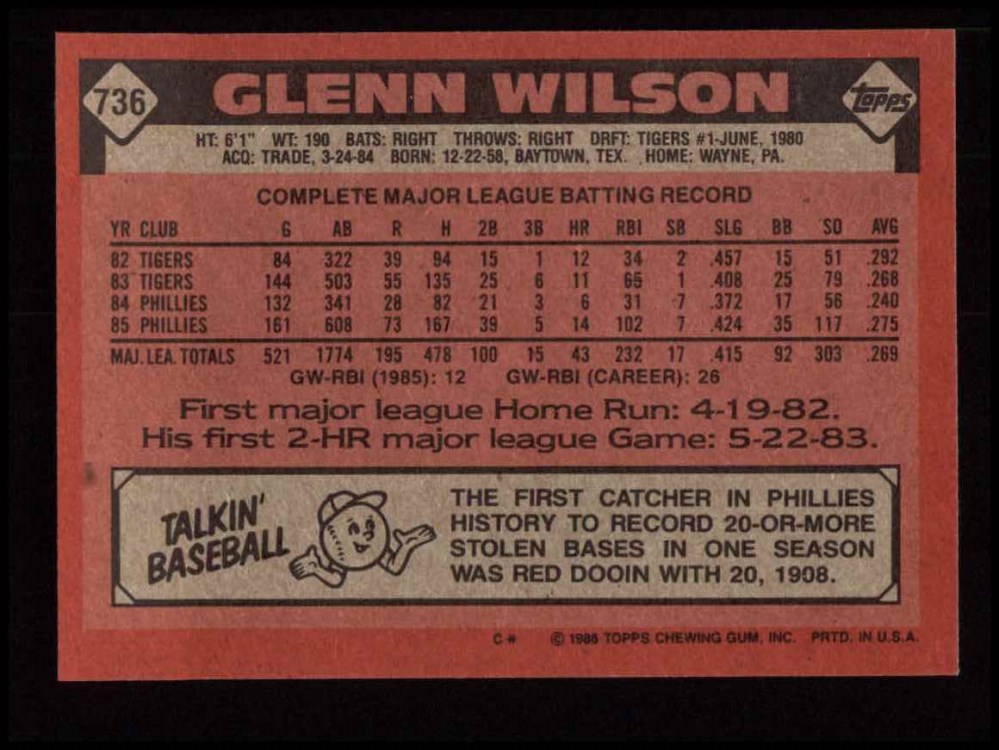 736 GLENN WILSON Topps
HT: 6'1" WT: 190 BATS: RIGHT THROWS: RIGHT DRFT: TIGERS #1-JUNE, 1980
ACQ: TRADE, 3-24-84 BORN: 12-22-58, BAYTOWN, TEX. HOME: WAYNE, PA.
COMPLETE MAJOR LEAGUE BATTING RECORD
YR CLUB G AB R H 2B 3B HR RBI SB SLG BB SO AVG
82 TIGERS 84 322 39 94 15 1 12 34 2 .457 15 51 .292
83 TIGERS 144 503 55 135 25 6 11 65 1 .408 25 79 .268
84 PHILLIES 132 341 28 82 21 3 6 31 7 .372 17 56 .240
85 PHILLIES 161 608 73 167 39 5 14 102 7 .424 35 117 .275
MAJ. LEA. TOTALS 521 1774 195 478 100 15 43 232 17 .415 92 303 .269
GW-RBI (1985): 12 GW-RBI (CAREER): 26
First major league Home Run: 4-19-82.
His first 2-HR major league Game: 5-22-83.
TALKIN'
BASEBALL
THE FIRST CATCHER IN PHILLIES
HISTORY TO RECORD 20-OR-MORE
STOLEN BASES IN ONE SEASON
WAS RED DOOIN WITH 20, 1908.
C# © 1986 TOPPS CHEWING GUM, INC. PRTD. IN U.S.A.